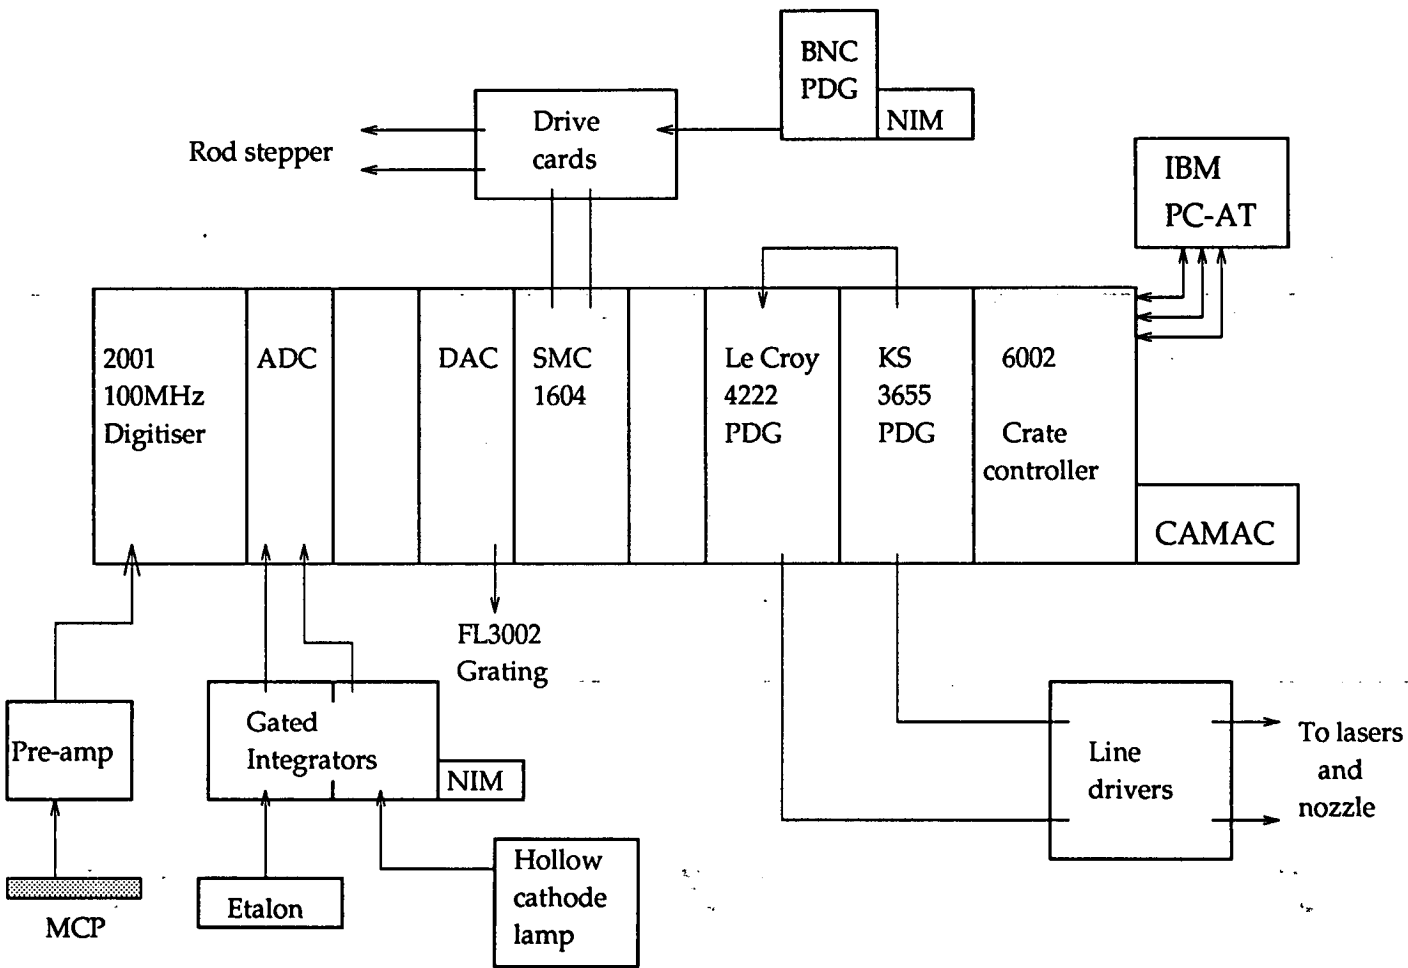 BNC
PDG
NIM
Drive
cards
Rod stepper
IBM
PC-AT
2001
100MHz
Digitiser
ADC
DAC
SMC
1604
Le Croy
4222
PDG
KS
3655
PDG
6002
Crate
controller
CAMAC
FL3002
Grating
Pre-amp
Gated
Integrators
NIM
Line
drivers
To lasers
and
nozzle
MCP
Etalon
Hollow
cathode
lamp